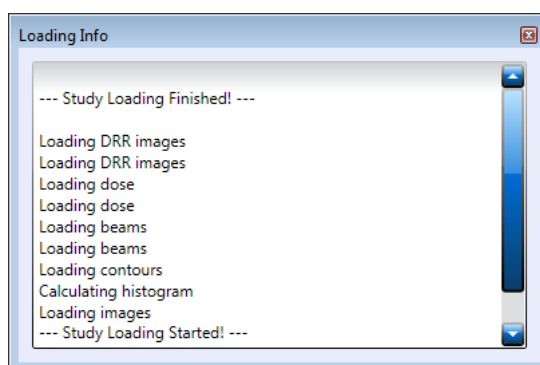 Loading Info
--- Study Loading Finished! ---
Loading DRR images
Loading DRR images
Loading dose
Loading dose
Loading beams
Loading beams
Loading contours
Calculating histogram
Loading images
--- Study Loading Started! ---